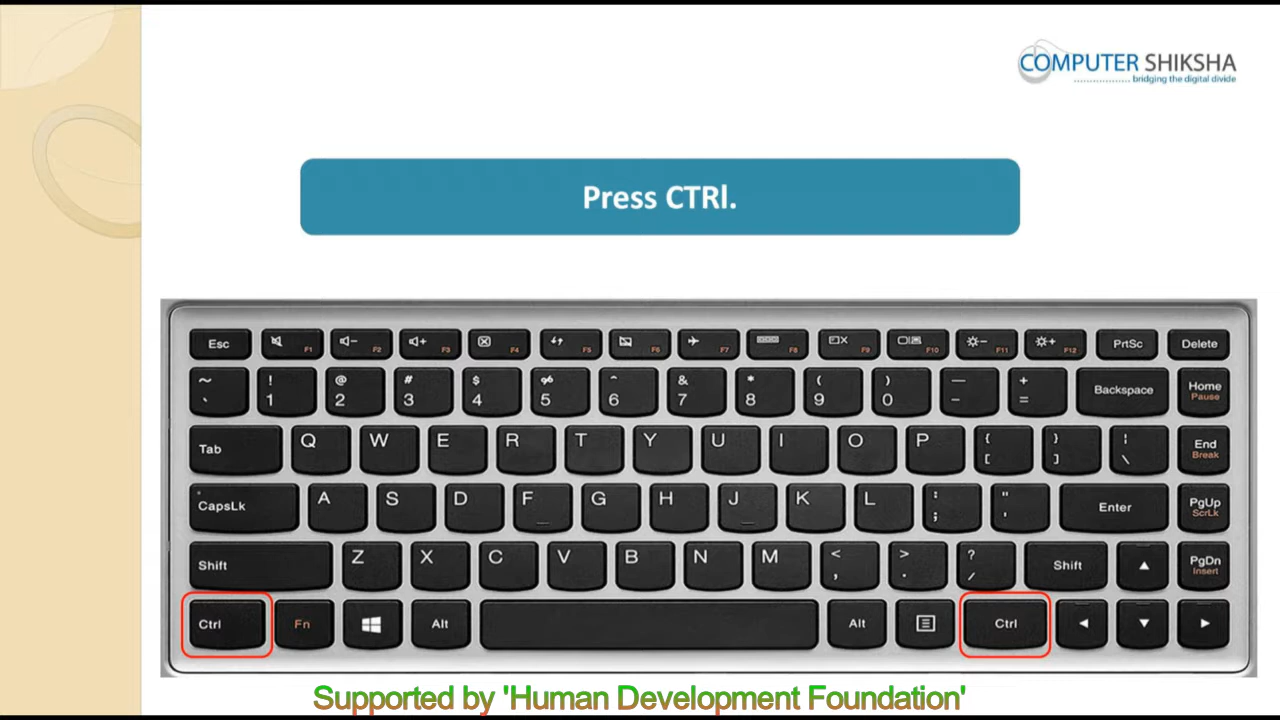 COMPUTER SHIKSHA
bridging the digital divide
Press CTRl.
Esc F1 F2 F3 F4 F5 F6 F7 F8 F9 F10 F11 F12 PrtSc Delete
~ ` ! 1 @ 2 # 3 $ 4 % 5 ^ 6 & 7 * 8 ( 9 ) 0 — – + = Backspace Home Pause
Tab Q W E R T Y U I O P { [ } ] ¦ \ End Break
CapsLk A S D F G H J K L : ; " ' Enter PgUp ScrLk
Shift Z X C V B N M < , > . ? / Shift PgDn Insert
Ctrl Fn Alt Alt Ctrl
Supported by 'Human Development Foundation'